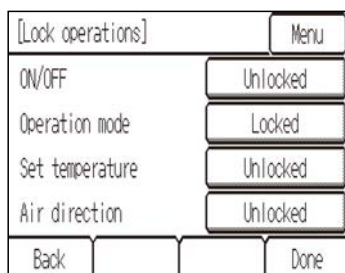 [Lock operations] Menu
ON/OFF Unlocked
Operation mode Locked
Set temperature Unlocked
Air direction Unlocked
Back Done